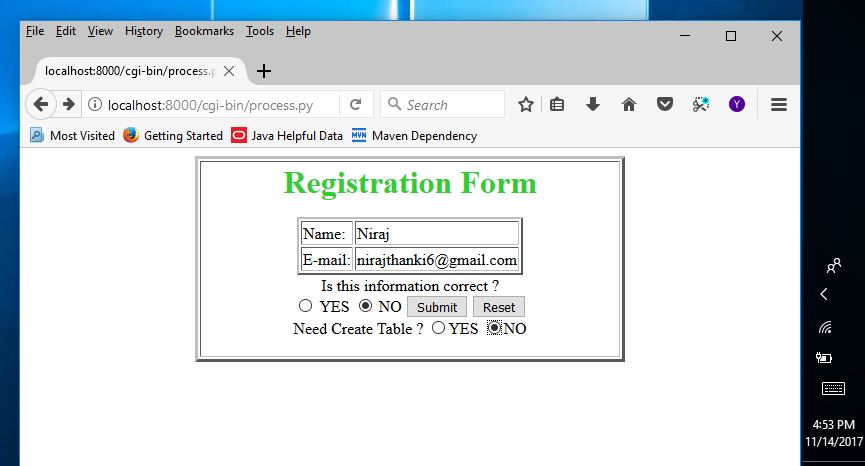 File Edit View History Bookmarks Tools Help
localhost:8000/cgi-bin/process.p
localhost:8000/cgi-bin/process.py Search Y
Most Visited Getting Started Java Helpful Data MVN Maven Dependency
Registration Form
Name: Niraj
E-mail: nirajthanki6@gmail.com
Is this information correct ?
YES NO Submit Reset
Need Create Table ? YES NO
4:53 PM
11/14/2017